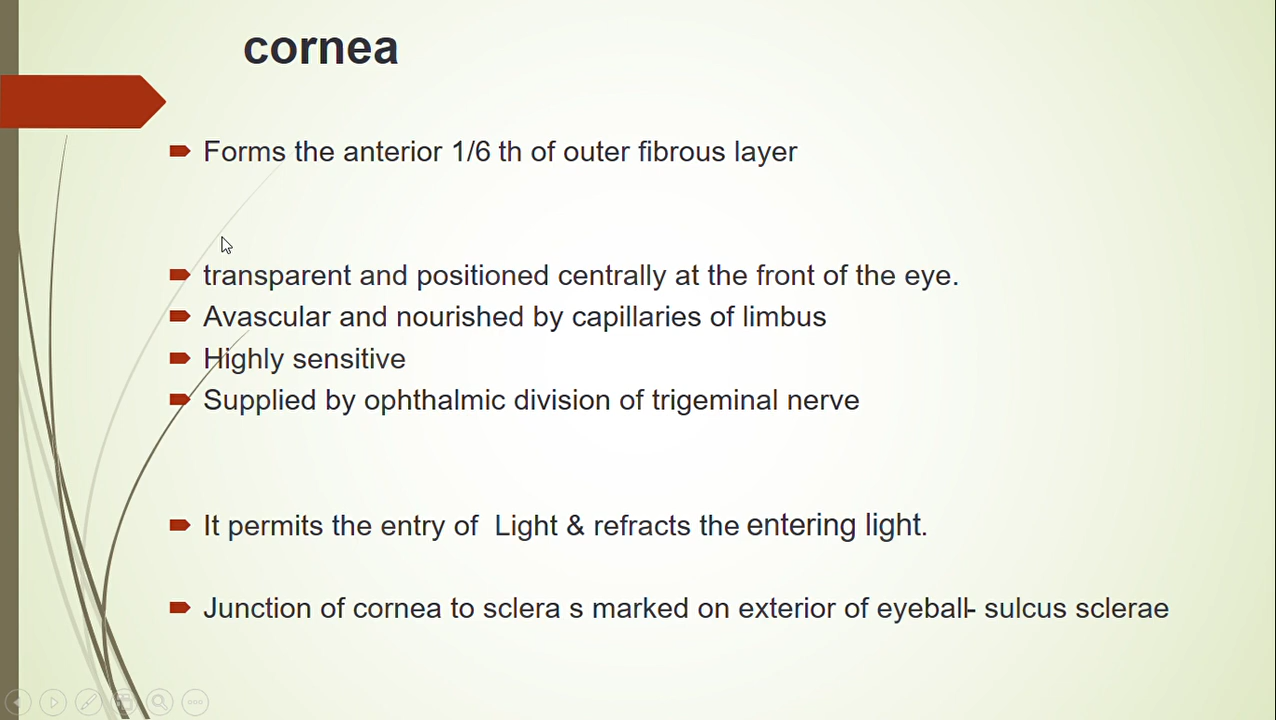 cornea
Forms the anterior 1/6 th of outer fibrous layer
transparent and positioned centrally at the front of the eye.
Avascular and nourished by capillaries of limbus
Highly sensitive
Supplied by ophthalmic division of trigeminal nerve
It permits the entry of  Light & refracts the entering light.
Junction of cornea to sclera s marked on exterior of eyeball- sulcus sclerae